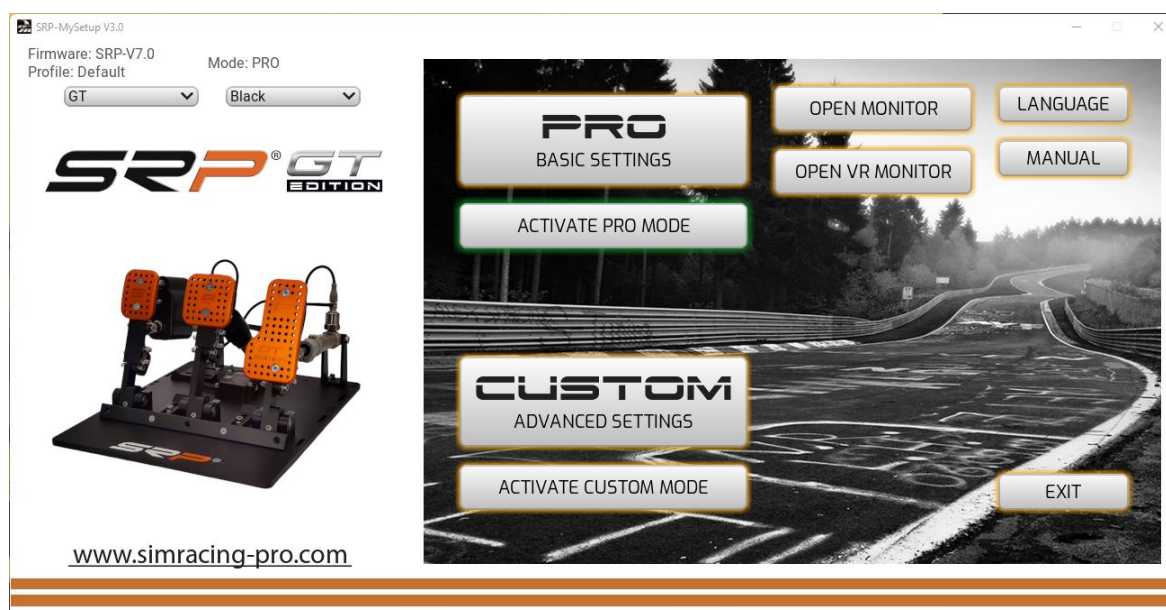 SRP-MySetup V3.0
Firmware: SRP-V7.0
Profile: Default
Mode: PRO
GT
Black
SRP® GT
EDITION
SRP®
www.simracing-pro.com
PRO
BASIC SETTINGS
ACTIVATE PRO MODE
OPEN MONITOR
OPEN VR MONITOR
LANGUAGE
MANUAL
CUSTOM
ADVANCED SETTINGS
ACTIVATE CUSTOM MODE
EXIT